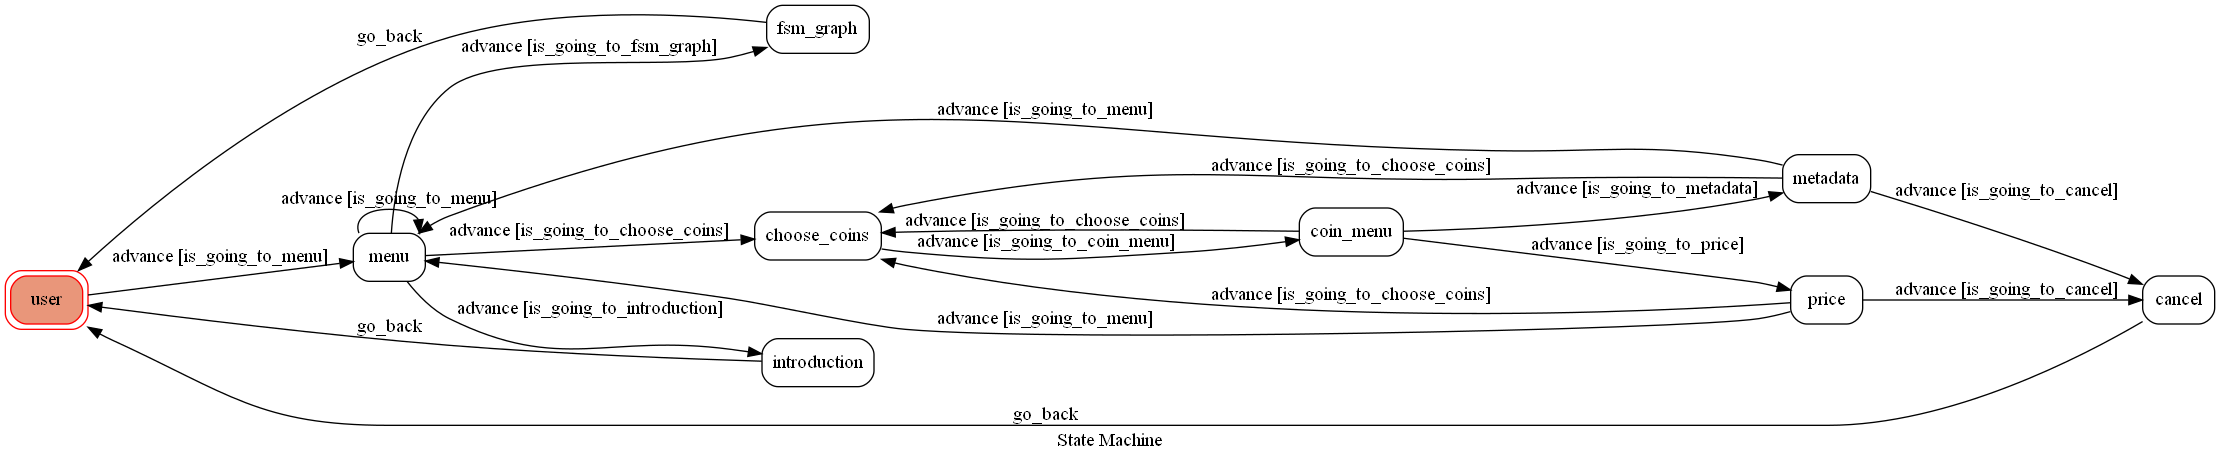 fsm_graph
go_back
advance [is_going_to_fsm_graph]
advance [is_going_to_menu]
advance [is_going_to_choose_coins]
metadata
advance [is_going_to_metadata]
advance [is_going_to_cancel]
advance [is_going_to_menu]
advance [is_going_to_choose_coins]
advance [is_going_to_choose_coins]
coin_menu
choose_coins
advance [is_going_to_coin_menu]
advance [is_going_to_price]
advance [is_going_to_menu]
menu
user
advance [is_going_to_choose_coins]
price
advance [is_going_to_cancel]
cancel
advance [is_going_to_introduction]
advance [is_going_to_menu]
go_back
introduction
go_back
State Machine